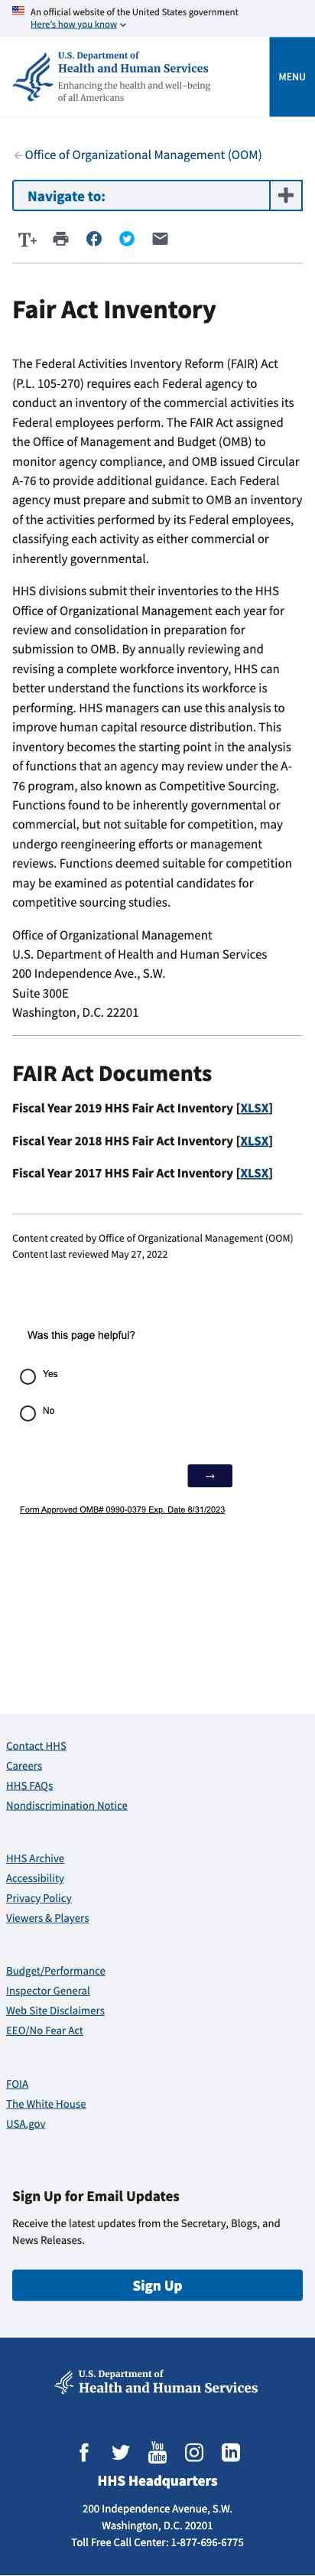 An official website of the United States government
Here's how you know
U.S. Department of
Health and Human Services
Enhancing the health and well-being
of all Americans
MENU
Office of Organizational Management (OOM)
Navigate to:
T+
Fair Act Inventory
The Federal Activities Inventory Reform (FAIR) Act
(P.L. 105-270) requires each Federal agency to
conduct an inventory of the commercial activities its
Federal employees perform. The FAIR Act assigned
the Office of Management and Budget (OMB) to
monitor agency compliance, and OMB issued Circular
A-76 to provide additional guidance. Each Federal
agency must prepare and submit to OMB an inventory
of the activities performed by its Federal employees,
classifying each activity as either commercial or
inherently governmental.
HHS divisions submit their inventories to the HHS
Office of Organizational Management each year for
review and consolidation in preparation for
submission to OMB. By annually reviewing and
revising a complete workforce inventory, HHS can
better understand the functions its workforce is
performing. HHS managers can use this analysis to
improve human capital resource distribution. This
inventory becomes the starting point in the analysis
of functions that an agency may review under the A-
76 program, also known as Competitive Sourcing.
Functions found to be inherently governmental or
commercial, but not suitable for competition, may
undergo reengineering efforts or management
reviews. Functions deemed suitable for competition
may be examined as potential candidates for
competitive sourcing studies.
Office of Organizational Management
U.S. Department of Health and Human Services
200 Independence Ave., S.W.
Suite 300E
Washington, D.C. 22201
FAIR Act Documents
Fiscal Year 2019 HHS Fair Act Inventory [XLSX]
Fiscal Year 2018 HHS Fair Act Inventory [XLSX]
Fiscal Year 2017 HHS Fair Act Inventory [XLSX]
Content created by Office of Organizational Management (OOM)
Content last reviewed May 27, 2022
Was this page helpful?
Yes
No
→
Form Approved OMB# 0990-0379 Exp. Date 8/31/2023
Contact HHS
Careers
HHS FAQs
Nondiscrimination Notice
HHS Archive
Accessibility
Privacy Policy
Viewers & Players
Budget/Performance
Inspector General
Web Site Disclaimers
EEO/No Fear Act
FOIA
The White House
USA.gov
Sign Up for Email Updates
Receive the latest updates from the Secretary, Blogs, and
News Releases.
Sign Up
U.S. Department of
Health and Human Services
You Tube
HHS Headquarters
200 Independence Avenue, S.W.
Washington, D.C. 20201
Toll Free Call Center: 1-877-696-6775